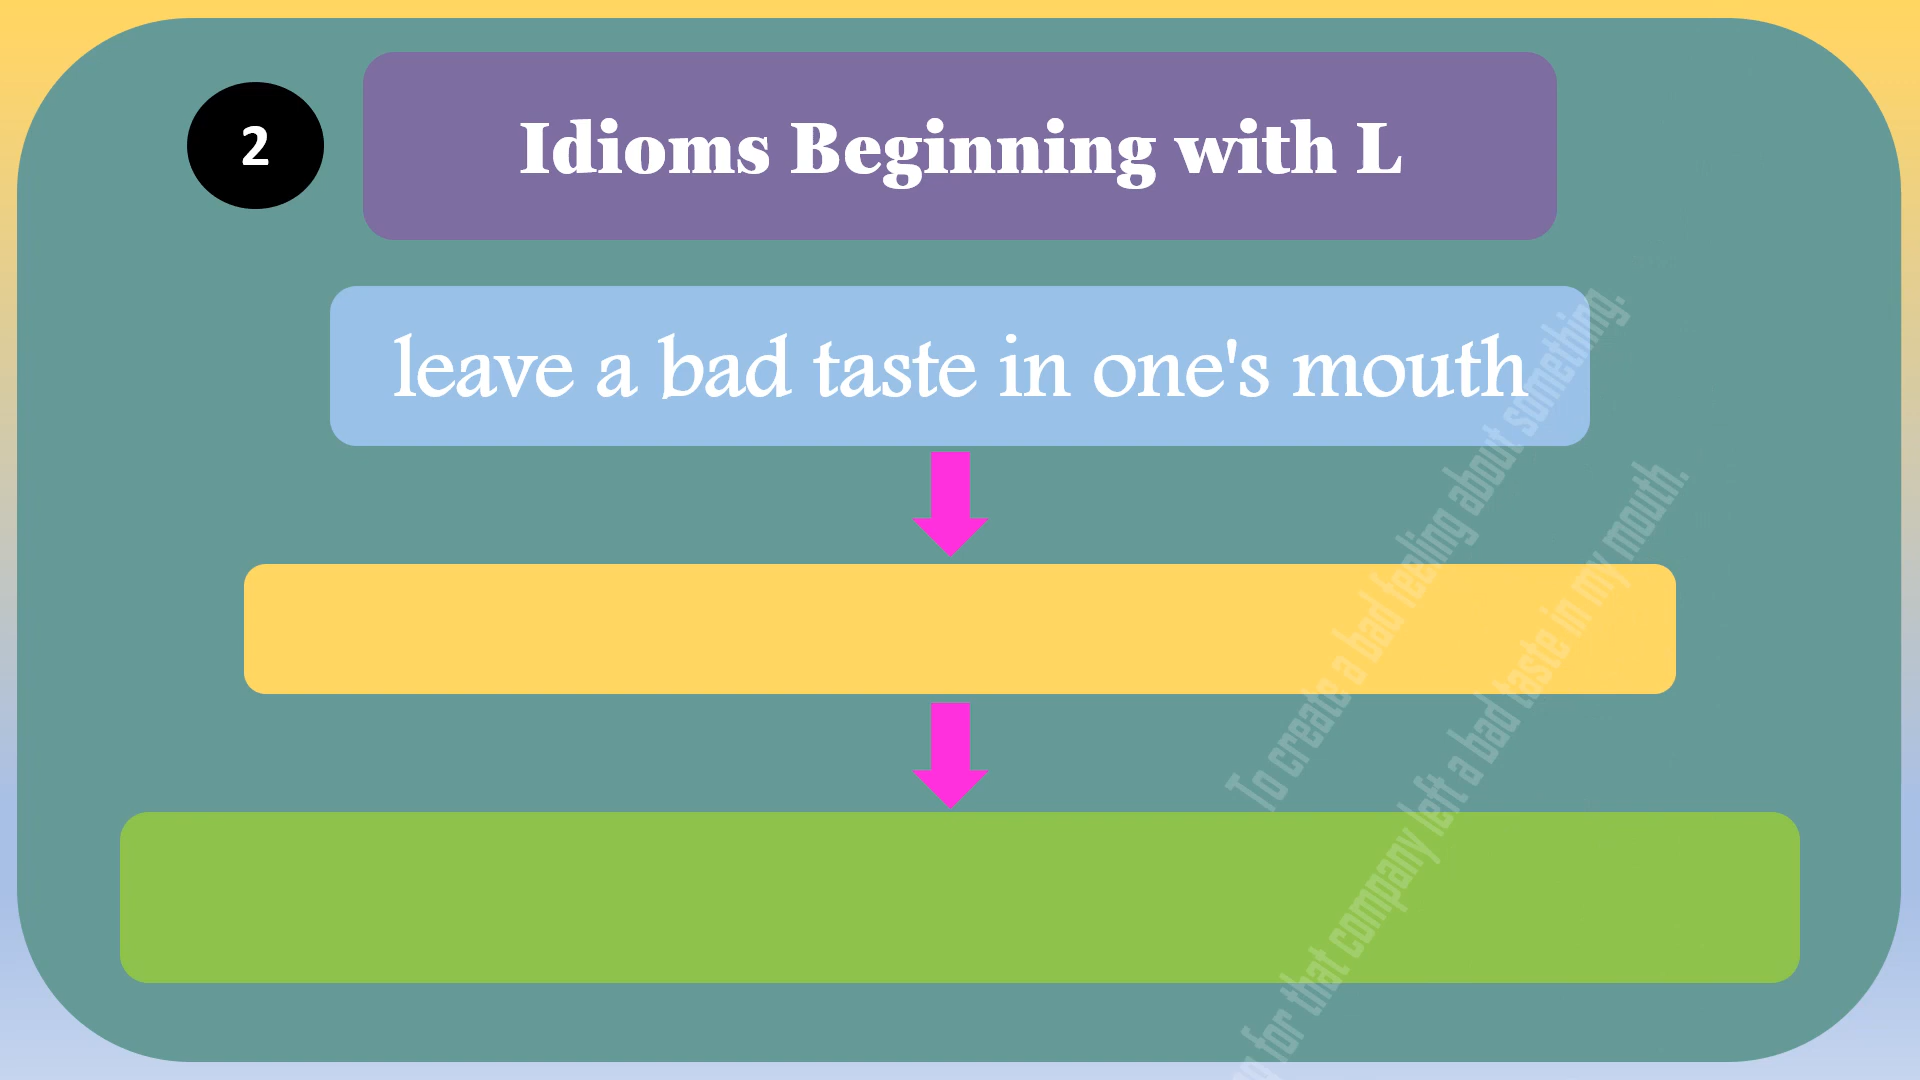 2
Idioms Beginning with L
leave a bad taste in one's mouth
To create a bad feeling about something.
for that company left a bad taste in my mouth.